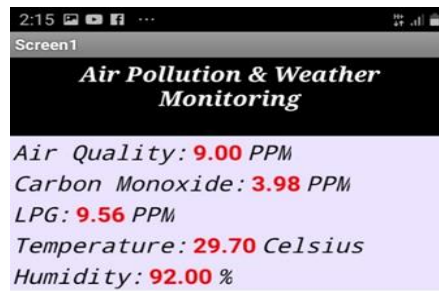 2:15 ...
Screen1
Air Pollution & Weather
Monitoring
Air Quality: 9.00 PPM
Carbon Monoxide: 3.98 PPM
LPG: 9.56 PPM
Temperature: 29.70 Celsius
Humidity: 92.00 %